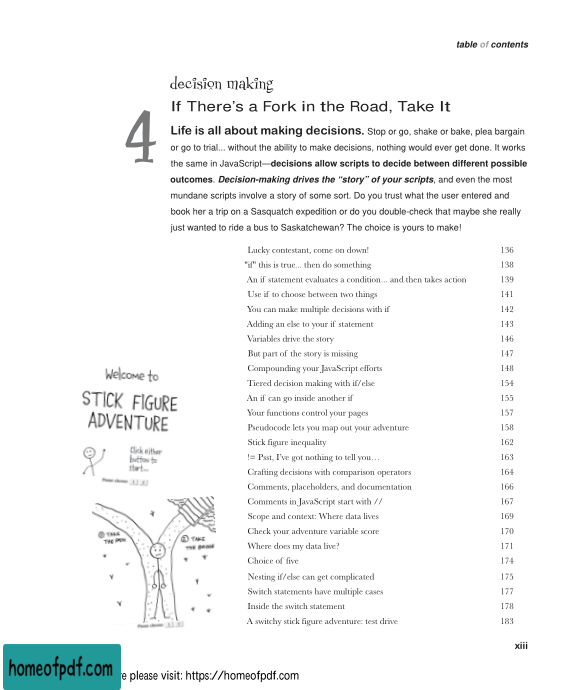 table of contents
decision making
4
If There's a Fork in the Road, Take It
Life is all about making decisions. Stop or go, shake or bake, plea bargain
or go to trial... without the ability to make decisions, nothing would ever get done. It works
the same in JavaScript—decisions allow scripts to decide between different possible
outcomes. Decision-making drives the “story” of your scripts, and even the most
mundane scripts involve a story of some sort. Do you trust what the user entered and
book her a trip on a Sasquatch expedition or do you double-check that maybe she really
just wanted to ride a bus to Saskatchewan? The choice is yours to make!
Lucky contestant, come on down! 136
"if" this is true... then do something 138
An if statement evaluates a condition... and then takes action 139
Use if to choose between two things 141
You can make multiple decisions with if 142
Adding an else to your if statement 143
Variables drive the story 146
But part of the story is missing 147
Compounding your JavaScript efforts 148
Tiered decision making with if/else 154
An if can go inside another if 155
Your functions control your pages 157
Pseudocode lets you map out your adventure 158
Stick figure inequality 162
!= Psst, I've got nothing to tell you… 163
Crafting decisions with comparison operators 164
Comments, placeholders, and documentation 166
Comments in JavaScript start with // 167
Scope and context: Where data lives 169
Check your adventure variable score 170
Where does my data live? 171
Choice of five 174
Nesting if/else can get complicated 175
Switch statements have multiple cases 177
Inside the switch statement 178
A switchy stick figure adventure: test drive 183
Welcome to
STICK FIGURE
ADVENTURE
Click either
button to
start...
Please choose: 1 2
① TAKE
THE PATH
② TAKE
THE BRIDGE
Please choose: 1 2
xiii
homeofpdf.com
re please visit: https://homeofpdf.com